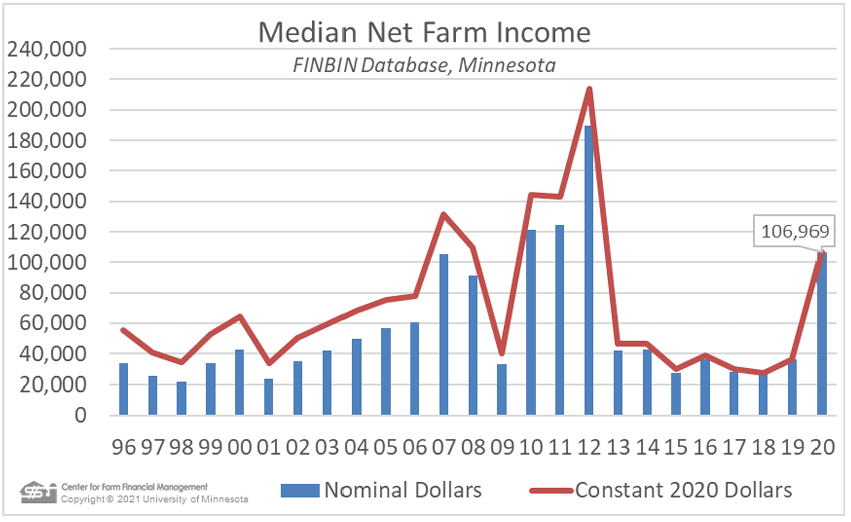 Median Net Farm Income
FINBIN Database, Minnesota
240,000
220,000
200,000
180,000
160,000
140,000
120,000
100,000
80,000
60,000
40,000
20,000
0
106,969
96 97 98 99 00 01 02 03 04 05 06 07 08 09 10 11 12 13 14 15 16 17 18 19 20
Nominal Dollars Constant 2020 Dollars
Center for Farm Financial Management
Copyright © 2021 University of Minnesota